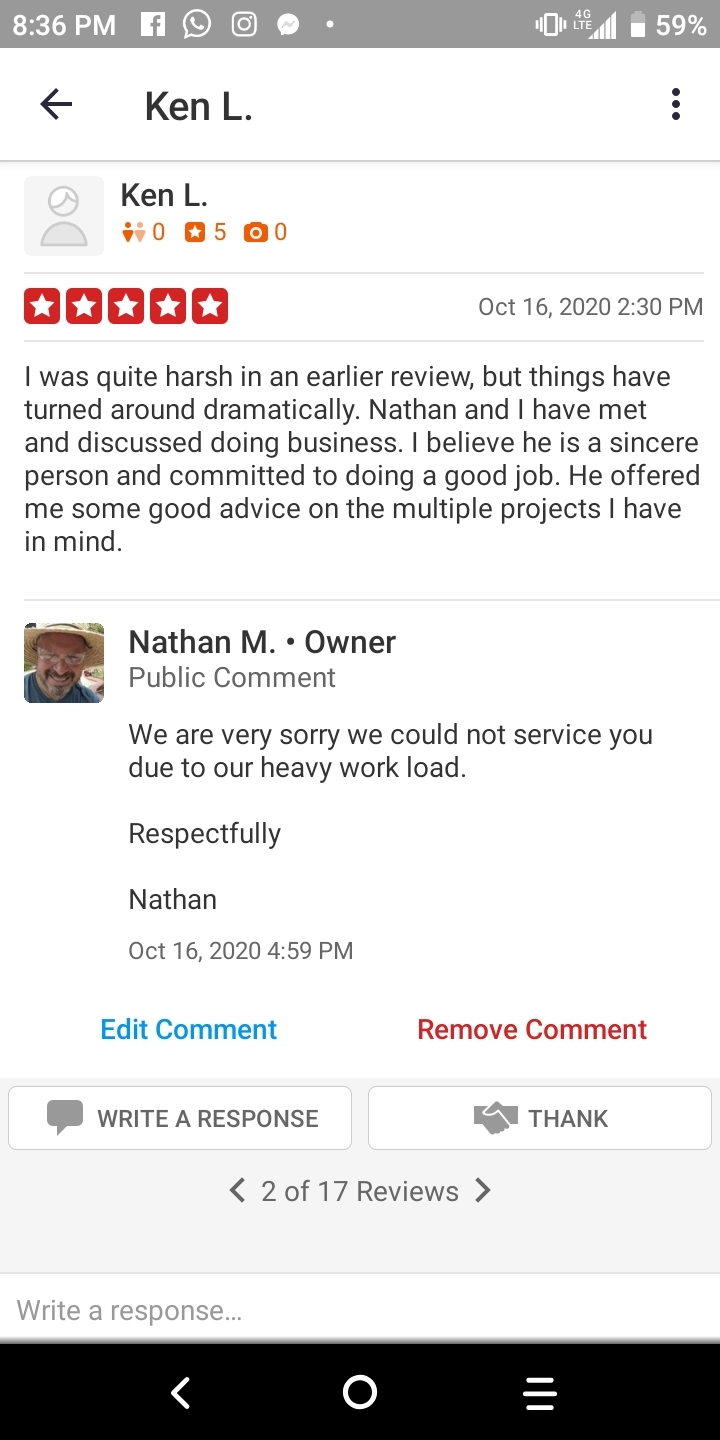 8:36 PM
4G
LTE
59%
Ken L.
Ken L.
0 5 0
Oct 16, 2020 2:30 PM
I was quite harsh in an earlier review, but things have
turned around dramatically. Nathan and I have met
and discussed doing business. I believe he is a sincere
person and committed to doing a good job. He offered
me some good advice on the multiple projects I have
in mind.
Nathan M. • Owner
Public Comment
We are very sorry we could not service you
due to our heavy work load.
Respectfully
Nathan
Oct 16, 2020 4:59 PM
Edit Comment Remove Comment
WRITE A RESPONSE THANK
2 of 17 Reviews
Write a response...